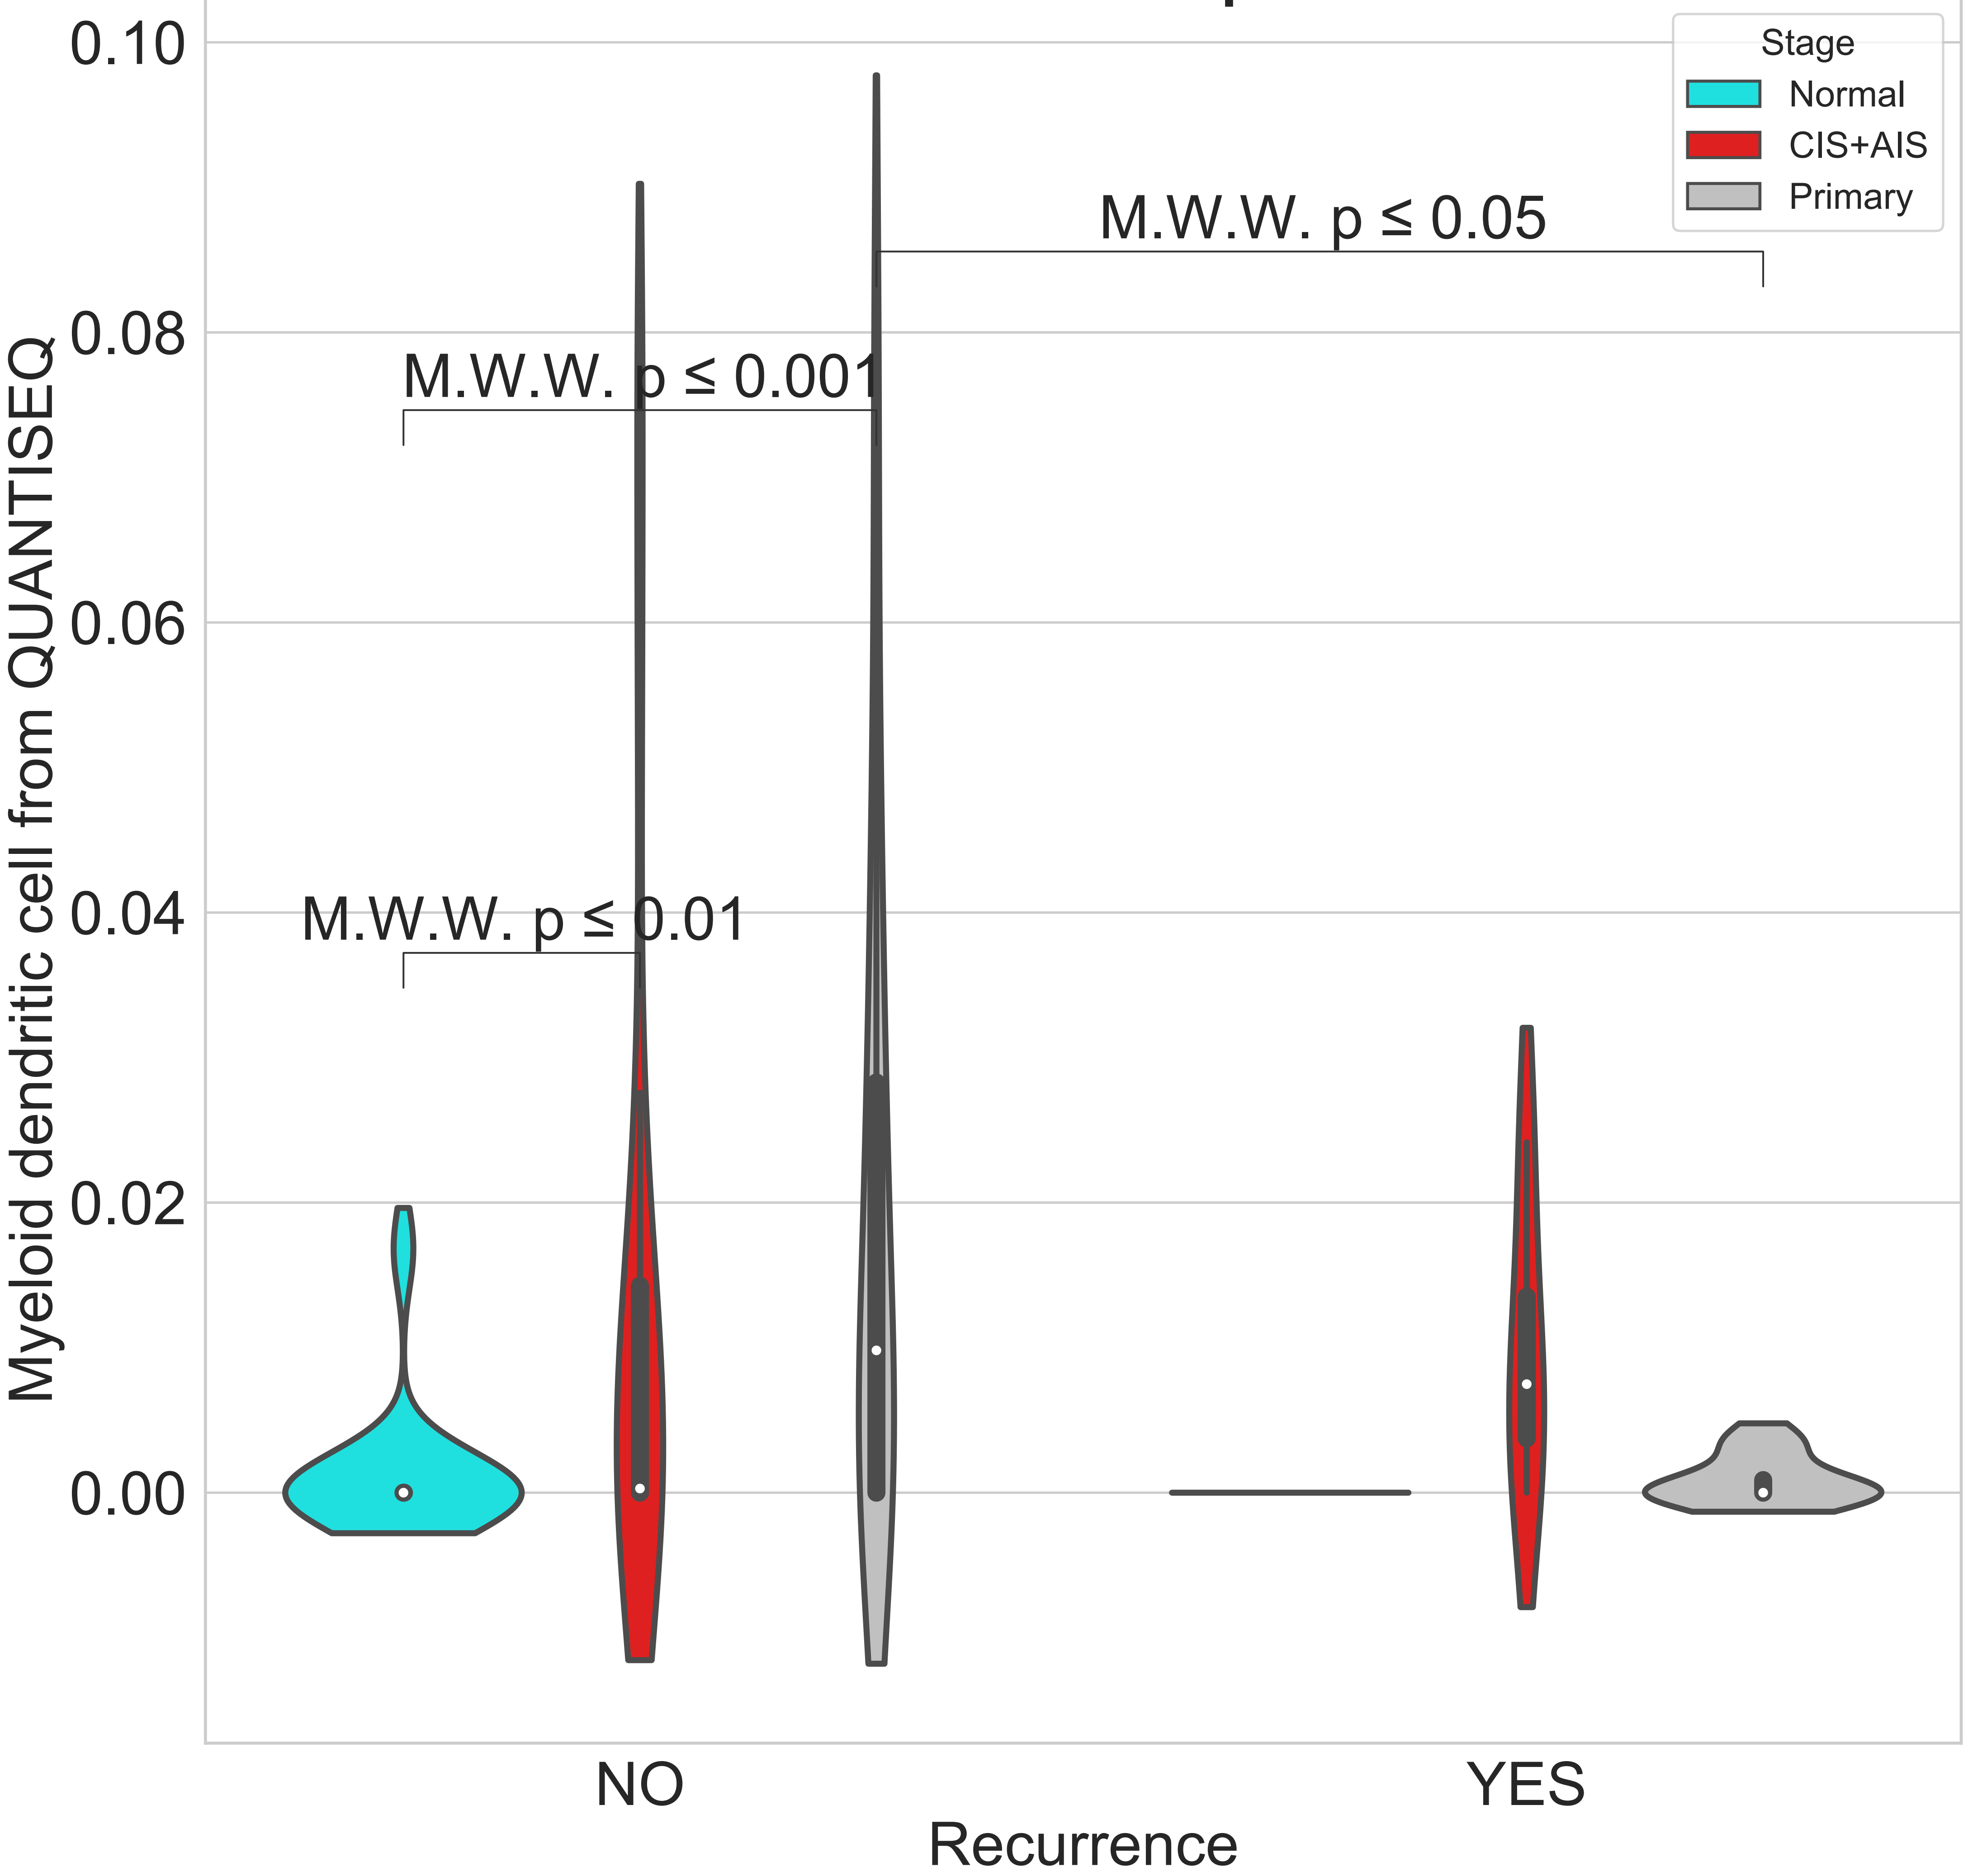 0.10
0.08
0.06
0.04
0.02
0.00
Myeloid dendritic cell from QUANTISEQ
Stage
Normal
CIS+AIS
Primary
M.W.W. p ≤ 0.05
M.W.W. p ≤ 0.001
M.W.W. p ≤ 0.01
NO
YES
Recurrence